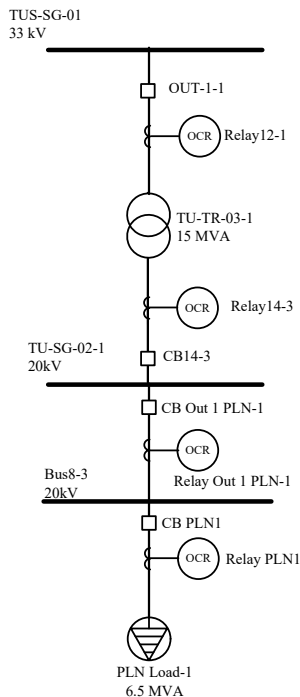 TUS-SG-01
33 kV
OUT-1-1
OCR
Relay12-1
TU-TR-03-1
15 MVA
OCR
Relay14-3
TU-SG-02-1
20kV
CB14-3
CB Out 1 PLN-1
OCR
Relay Out 1 PLN-1
Bus8-3
20kV
CB PLN1
OCR
Relay PLN1
PLN Load-1
6.5 MVA